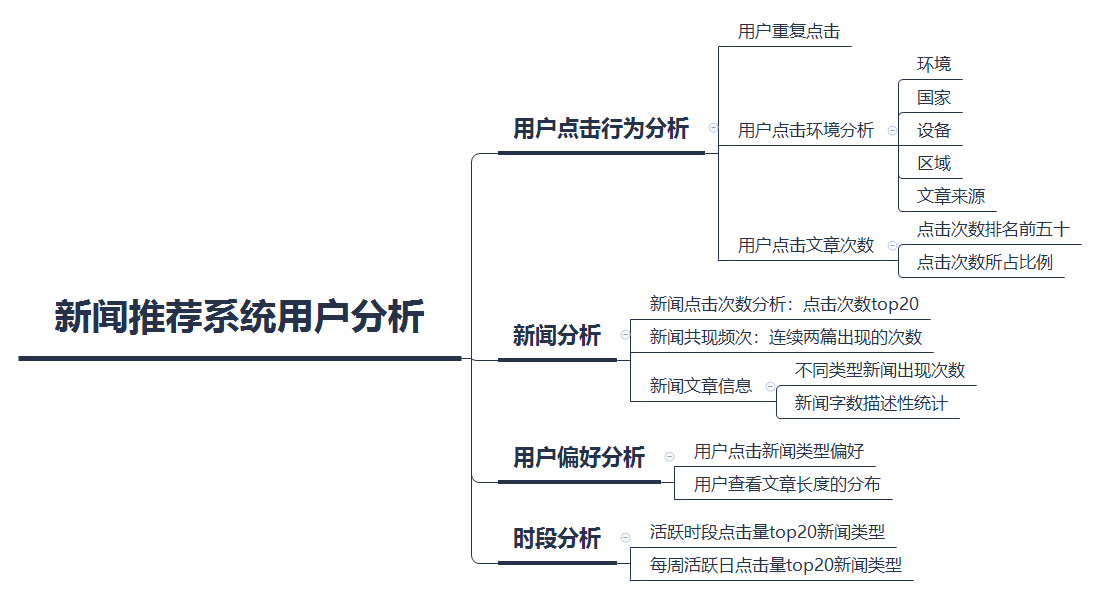 新闻推荐系统用户分析
用户点击行为分析
用户重复点击
用户点击环境分析
环境
国家
设备
区域
文章来源
用户点击文章次数
点击次数排名前五十
点击次数所占比例
新闻分析
新闻点击次数分析：点击次数top20
新闻共现频次：连续两篇出现的次数
新闻文章信息
不同类型新闻出现次数
新闻字数描述性统计
用户偏好分析
用户点击新闻类型偏好
用户查看文章长度的分布
时段分析
活跃时段点击量top20新闻类型
每周活跃日点击量top20新闻类型